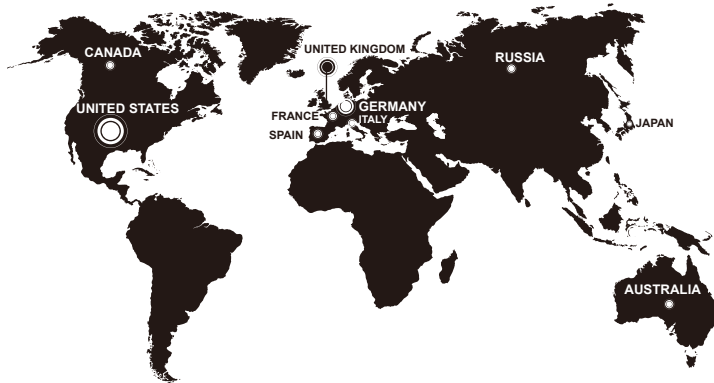 CANADA
UNITED KINGDOM
RUSSIA
UNITED STATES
GERMANY
FRANCE
ITALY
JAPAN
SPAIN
AUSTRALIA